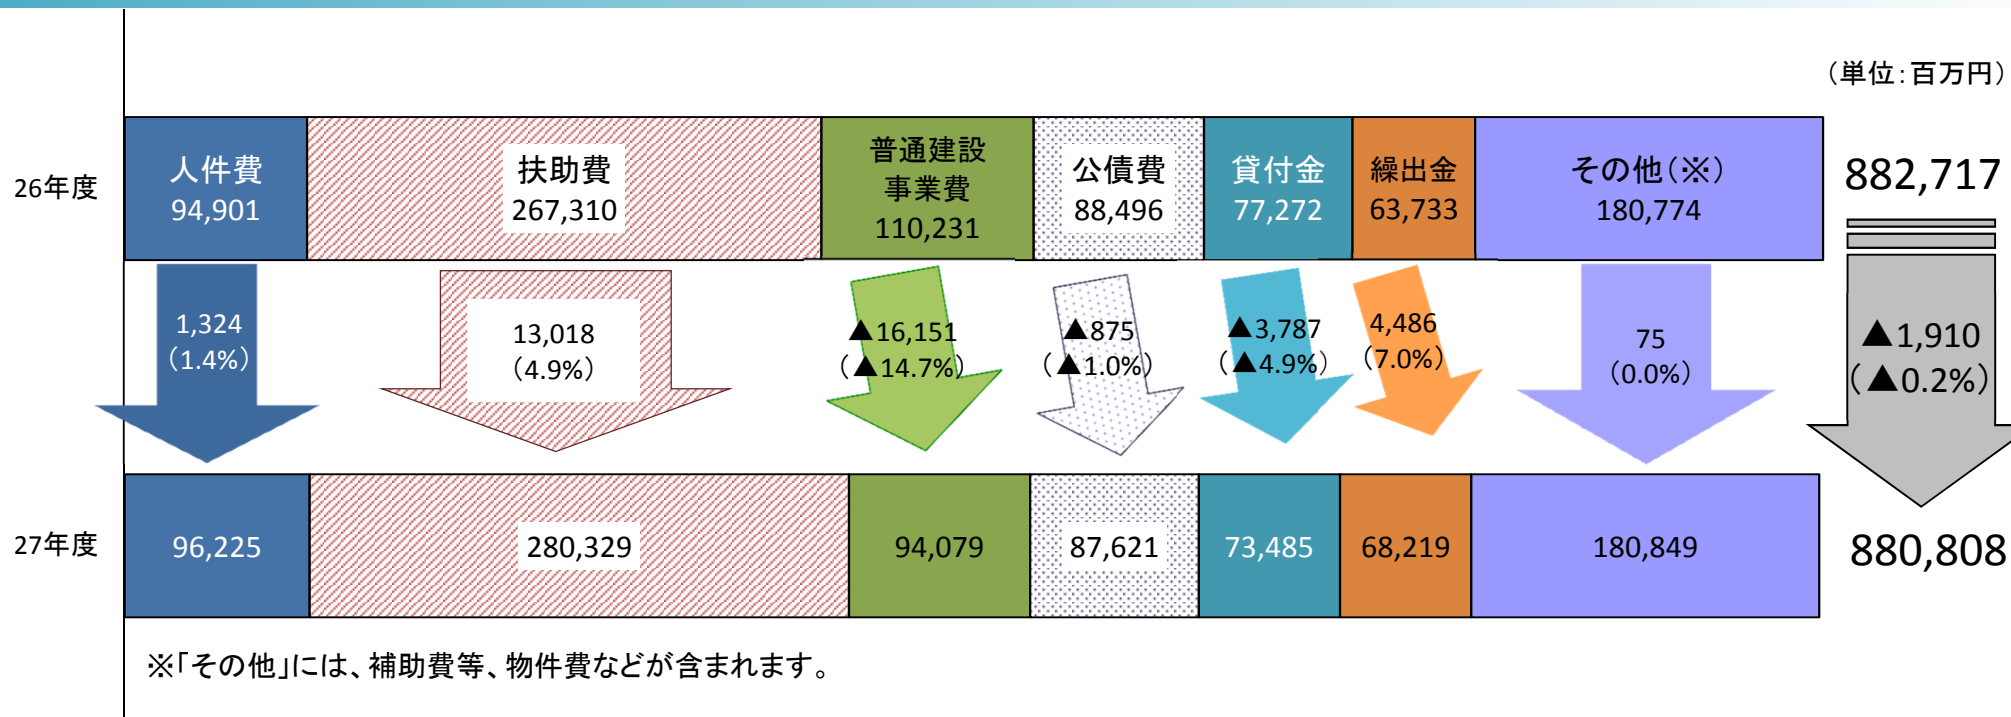 （単位：百万円）
26年度
人件費
94,901
扶助費
267,310
普通建設
事業費
110,231
公債費
88,496
貸付金
77,272
繰出金
63,733
その他（※）
180,774
882,717
1,324
（1.4%）
13,018
（4.9%）
▲16,151
（▲14.7%）
▲875
（▲1.0%）
▲3,787
（▲4.9%）
4,486
（7.0%）
75
（0.0%）
▲1,910
（▲0.2%）
27年度
96,225
280,329
94,079
87,621
73,485
68,219
180,849
880,808
※「その他」には、補助費等、物件費などが含まれます。